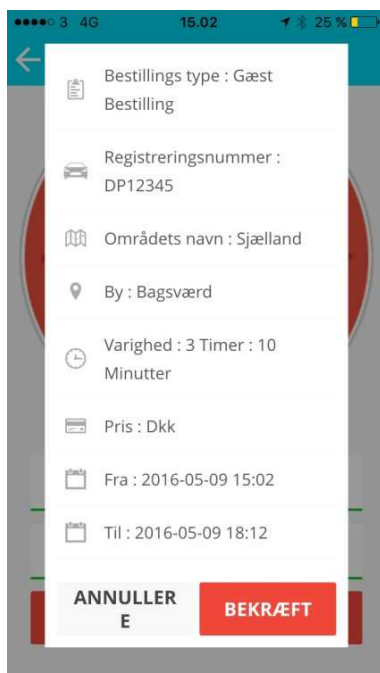 3 4G 15.02 25 %
Bestillings type : Gæst
Bestilling
Registreringsnummer :
DP12345
Områdets navn : Sjælland
By : Bagsværd
Varighed : 3 Timer : 10
Minutter
Pris : Dkk
Fra : 2016-05-09 15:02
Til : 2016-05-09 18:12
ANNULLER
E
BEKRÆFT